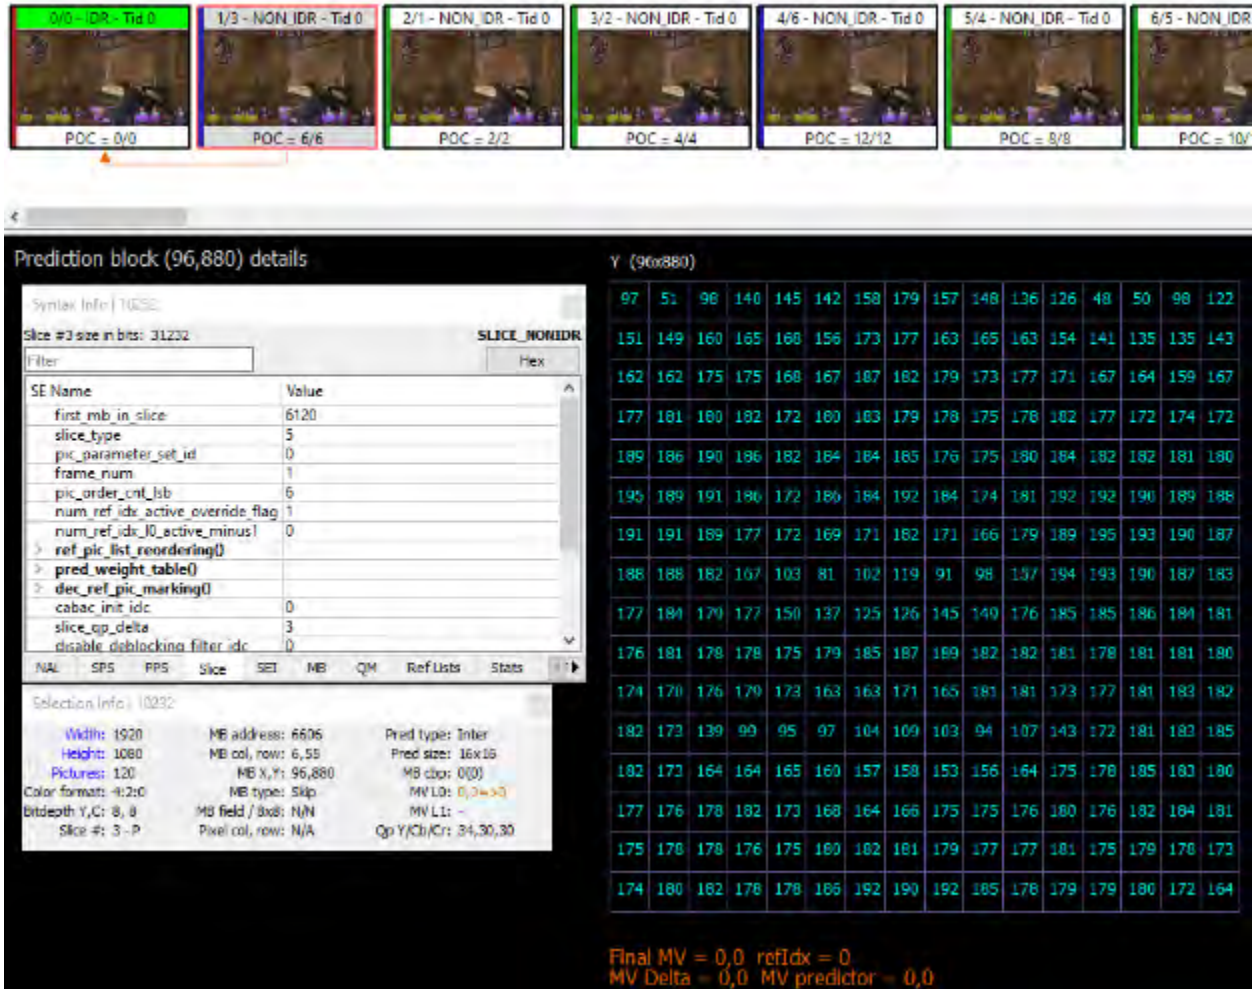 0/0 - IDR - Tid 0
1/3 - NON_IDR - Tid 0
2/1 - NON_IDR - Tid 0
3/2 - NON_IDR - Tid 0
4/6 - NON_IDR - Tid 0
5/4 - NON_IDR - Tid 0
6/5 - NON_IDR
POC = 0/0
POC = 6/6
POC = 2/2
POC = 4/4
POC = 12/12
POC = 8/8
POC = 10/
Prediction block (96,880) details
Syntax Info | 10232
Slice #3 size in bits: 31232 SLICE_NONIDR
Filter Hex
SE Name Value
first_mb_in_slice 6120
slice_type 5
pic_parameter_set_id 0
frame_num 1
pic_order_cnt_lsb 6
num_ref_idx_active_override_flag 1
num_ref_idx_l0_active_minus1 0
ref_pic_list_reordering()
pred_weight_table()
dec_ref_pic_marking()
cabac_init_idc 0
slice_qp_delta 3
disable_deblocking_filter_idc 0
NAL SPS PPS Slice SEI MB QM Ref Lists Stats
Selection Info | 10232
Width: 1920 MB address: 6606 Pred type: Inter
Height: 1080 MB col, row: 6,55 Pred size: 16x16
Pictures: 120 MB X,Y: 96,880 MB cbp: 0(0)
Color format: 4:2:0 MB type: Skip MV L0: 0,0=>0
Bitdepth Y,C: 8, 8 MB field / 8x8: N/N MV L1: -
Slice #: 3 - P Pixel col, row: N/A Qp Y/Cb/Cr: 34,30,30
Y (96x880)
97 51 98 140 145 142 158 179 157 148 136 126 48 50 98 122
151 149 160 165 168 156 173 177 163 165 163 154 141 135 135 143
162 162 175 175 168 167 187 182 179 173 177 171 167 164 159 167
177 181 180 182 172 180 183 179 178 175 178 182 177 172 174 172
189 186 190 186 182 184 184 185 176 175 180 184 182 182 181 180
195 189 191 186 172 186 184 192 184 174 181 192 192 190 189 188
191 191 189 177 172 169 171 182 171 166 179 189 195 193 190 187
188 188 182 167 103 81 102 119 91 98 157 194 193 190 187 183
177 184 179 177 150 137 125 126 145 149 176 185 185 186 184 181
176 181 178 178 175 179 185 187 189 182 182 181 178 181 181 180
174 170 176 179 173 163 163 171 165 181 181 173 177 181 183 182
182 173 139 99 95 97 104 109 103 94 107 143 172 181 183 185
182 173 164 164 165 160 157 158 153 156 164 175 178 185 183 180
177 176 178 182 173 168 164 166 175 175 176 180 176 182 184 181
175 178 178 176 175 180 182 181 179 177 177 181 175 179 178 173
174 180 182 178 178 186 192 190 192 185 178 179 179 180 172 164
Final MV = 0,0 refIdx = 0
MV Delta = 0,0 MV predictor = 0,0